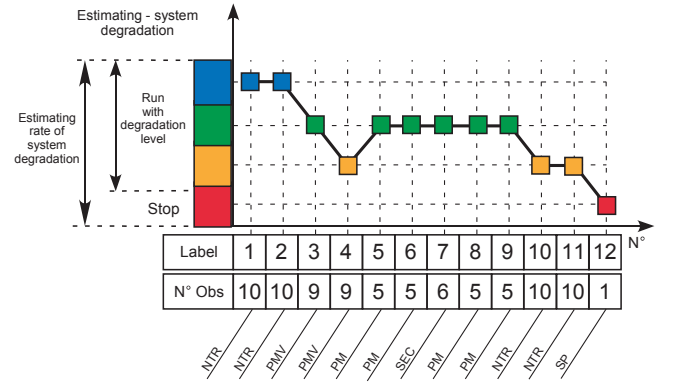 Estimating - system
degradation
Run
with
degradation
level
Estimating
rate of
system
degradation
Stop
N°
Label 1 2 3 4 5 6 7 8 9 10 11 12
N° Obs 10 10 9 9 5 5 6 5 5 10 10 1
NTR NTR PMV PMV PM PM SEC PM PM NTR NTR SP